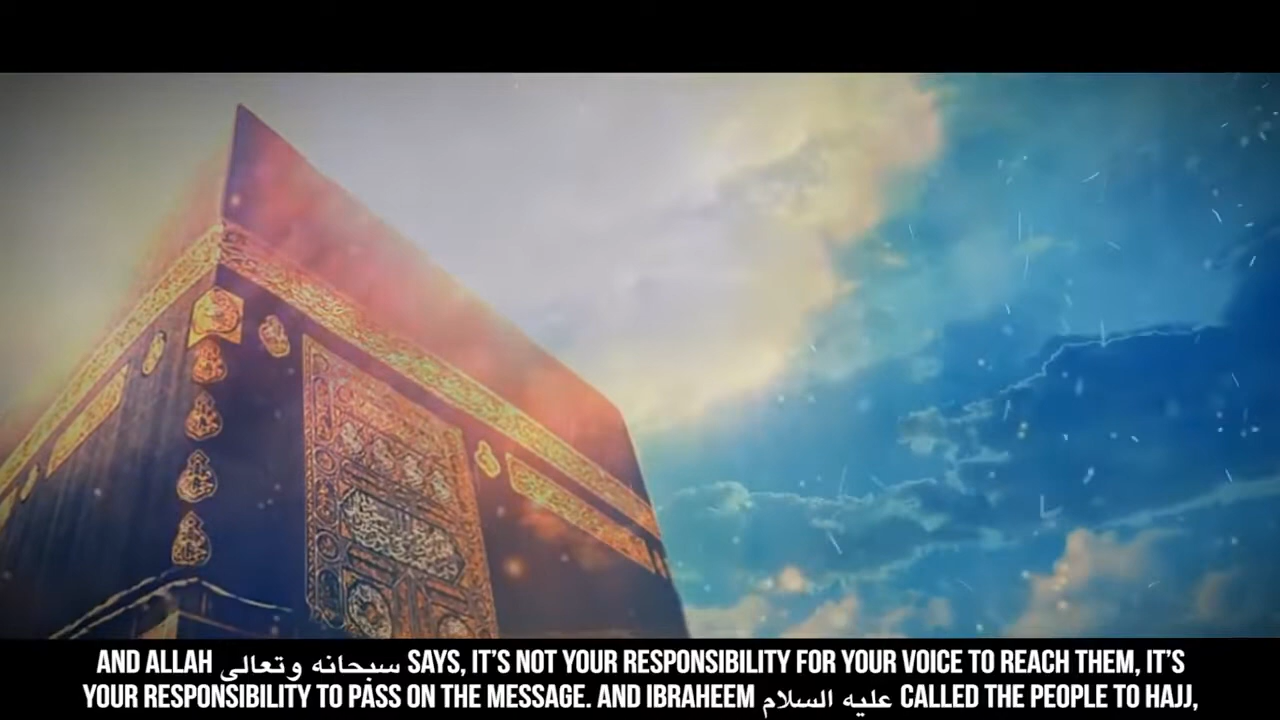 AND ALLAH سبحانه وتعالى SAYS, IT'S NOT YOUR RESPONSIBILITY FOR YOUR VOICE TO REACH THEM, IT'S
YOUR RESPONSIBILITY TO PASS ON THE MESSAGE. AND IBRAHEEM عليه السلام CALLED THE PEOPLE TO HAJJ,